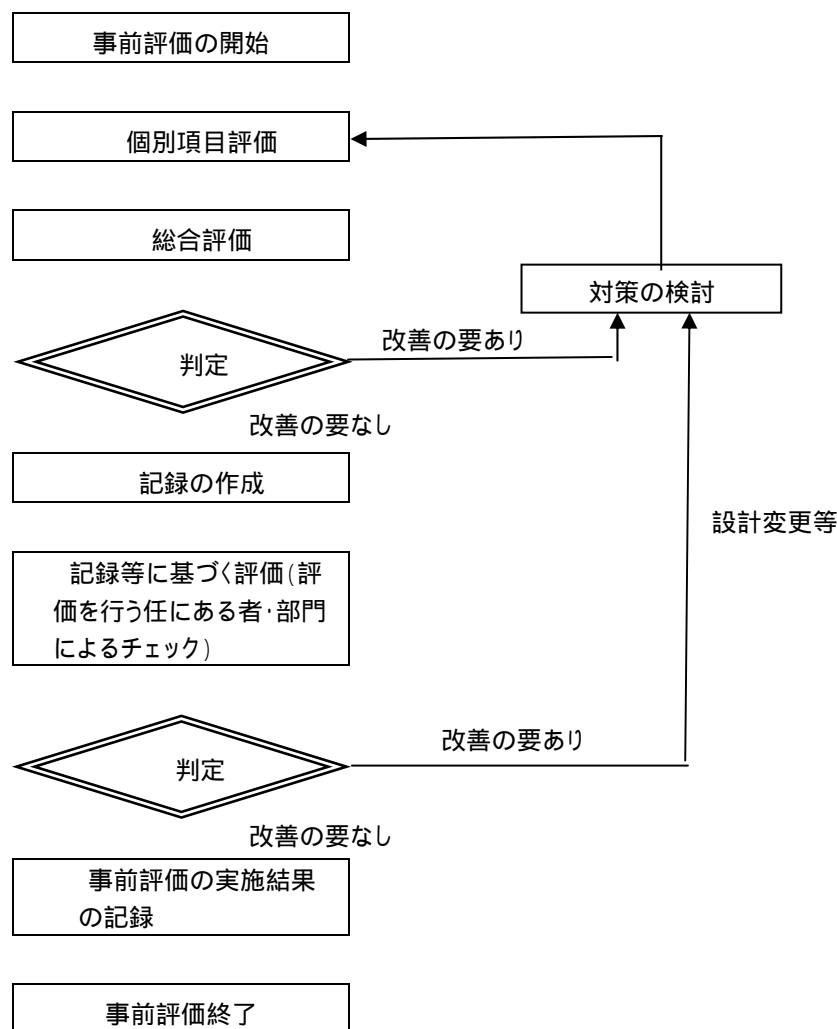 事前評価の開始
個別項目評価
総合評価
対策の検討
改善の要あり
判定
改善の要なし
記録の作成
設計変更等
記録等に基づく評価(評
価を行う任にある者・部門
によるチェック)
改善の要あり
判定
改善の要なし
事前評価の実施結果
の記録
事前評価終了